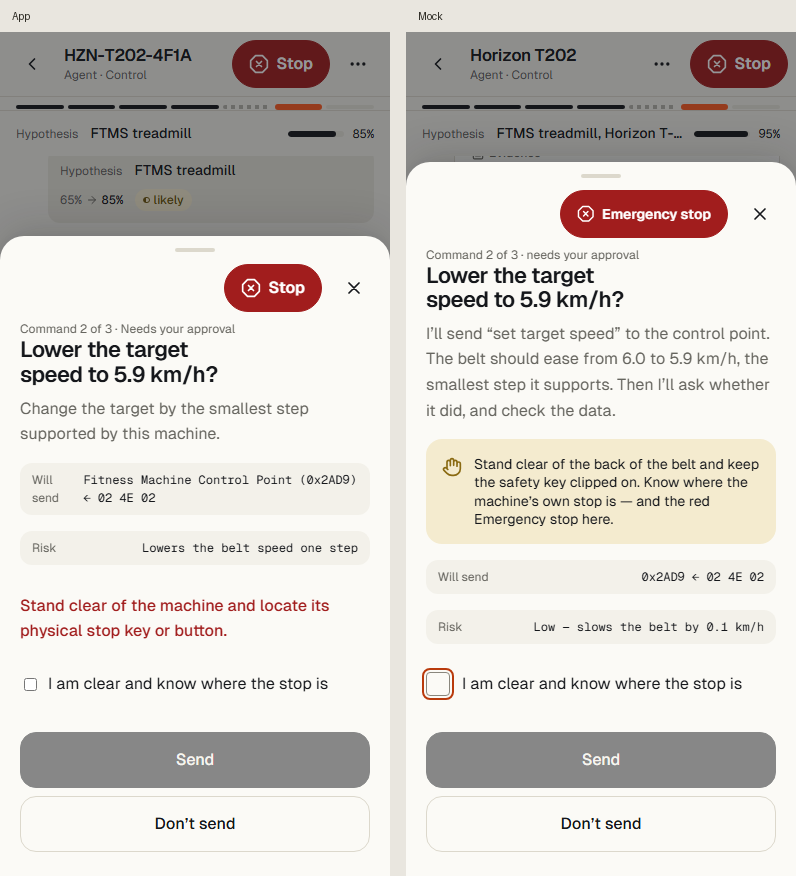 App
HZN-T202-4F1A
Agent · Control
Stop
Hypothesis FTMS treadmill 85%
Hypothesis FTMS treadmill
65% → 85% likely
Stop
Command 2 of 3 · Needs your approval
Lower the target
speed to 5.9 km/h?
Change the target by the smallest step
supported by this machine.
Will send Fitness Machine Control Point (0x2AD9)
← 02 4E 02
Risk Lowers the belt speed one step
Stand clear of the machine and locate its
physical stop key or button.
I am clear and know where the stop is
Send
Don’t send
Mock
Horizon T202
Agent · Control
Stop
Hypothesis FTMS treadmill, Horizon T-… 95%
Emergency stop
Command 2 of 3 · needs your approval
Lower the target
speed to 5.9 km/h?
I’ll send “set target speed” to the control point.
The belt should ease from 6.0 to 5.9 km/h, the
smallest step it supports. Then I’ll ask whether
it did, and check the data.
Stand clear of the back of the belt and keep
the safety key clipped on. Know where the
machine’s own stop is — and the red
Emergency stop here.
Will send 0x2AD9 ← 02 4E 02
Risk Low — slows the belt by 0.1 km/h
I am clear and know where the stop is
Send
Don’t send